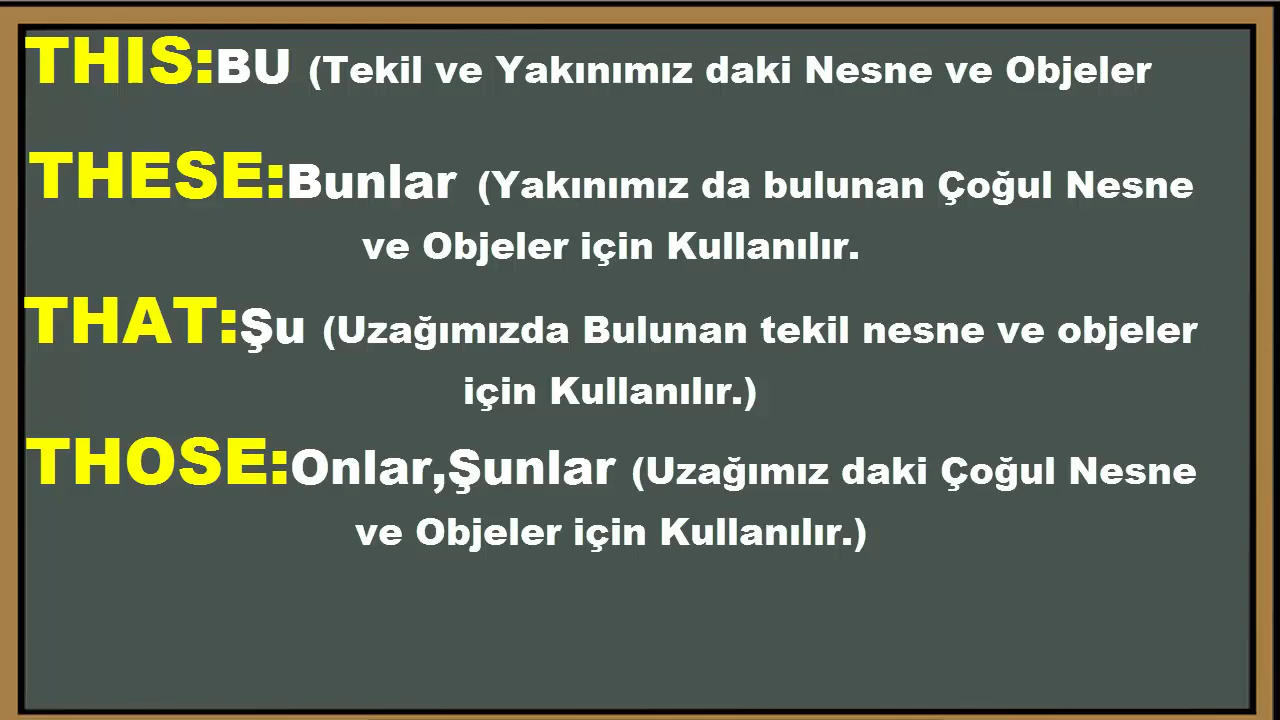 THIS:BU (Tekil ve Yakınımız daki Nesne ve Objeler
THESE:Bunlar (Yakınımız da bulunan Çoğul Nesne
ve Objeler için Kullanılır.
THAT:Şu (Uzağımızda Bulunan tekil nesne ve objeler
için Kullanılır.)
THOSE:Onlar,Şunlar (Uzağımız daki Çoğul Nesne
ve Objeler için Kullanılır.)